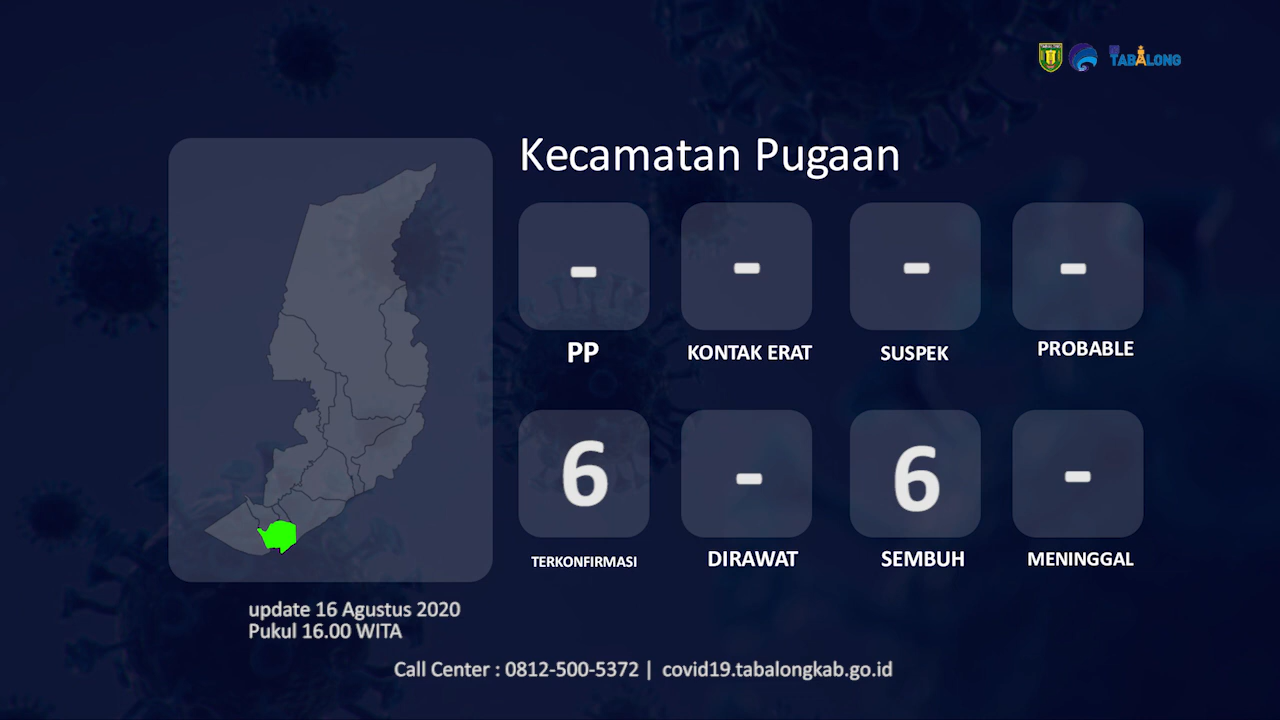 TABALONG
Kecamatan Pugaan
- - - -
PP KONTAK ERAT SUSPEK PROBABLE
6 - 6 -
TERKONFIRMASI DIRAWAT SEMBUH MENINGGAL
update 16 Agustus 2020
Pukul 16.00 WITA
Call Center : 0812-500-5372 | covid19.tabalongkab.go.id